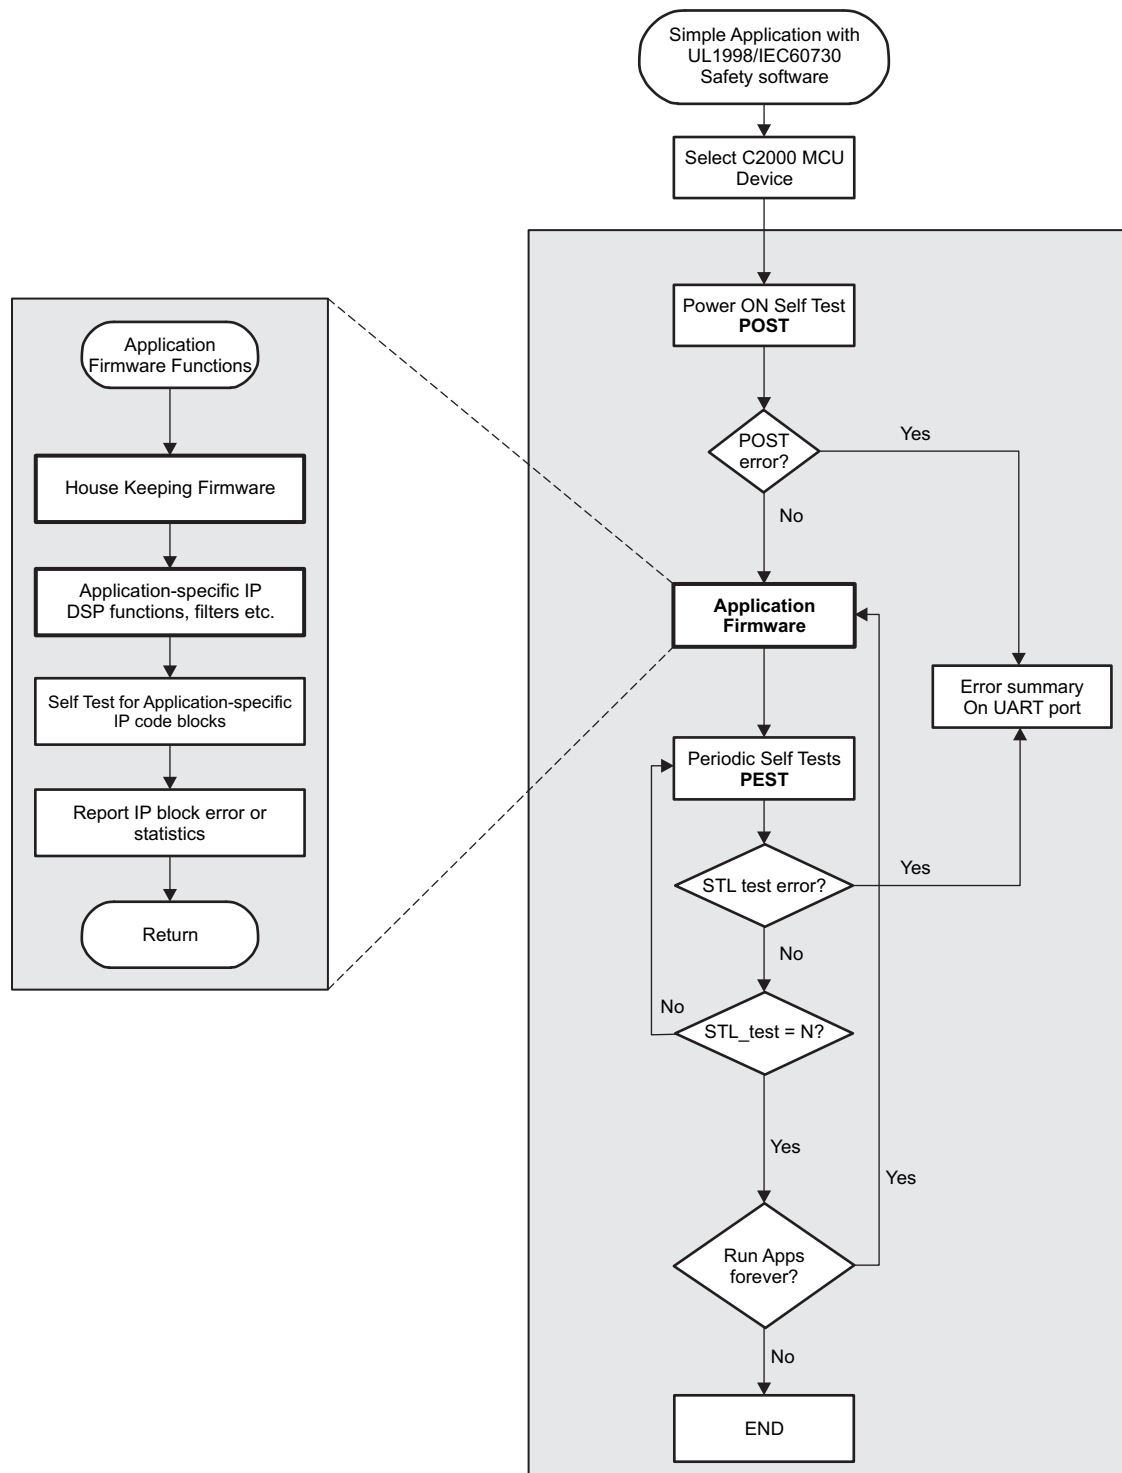 Simple Application with
UL1998/IEC60730
Safety software
Select C2000 MCU
Device
Power ON Self Test
POST
POST
error?
Yes
No
Application
Firmware
Error summary
On UART port
Periodic Self Tests
PEST
STL test error?
Yes
No
No
STL_test = N?
Yes
Yes
Run Apps
forever?
No
END
Application
Firmware Functions
House Keeping Firmware
Application-specific IP
DSP functions, filters etc.
Self Test for Application-specific
IP code blocks
Report IP block error or
statistics
Return